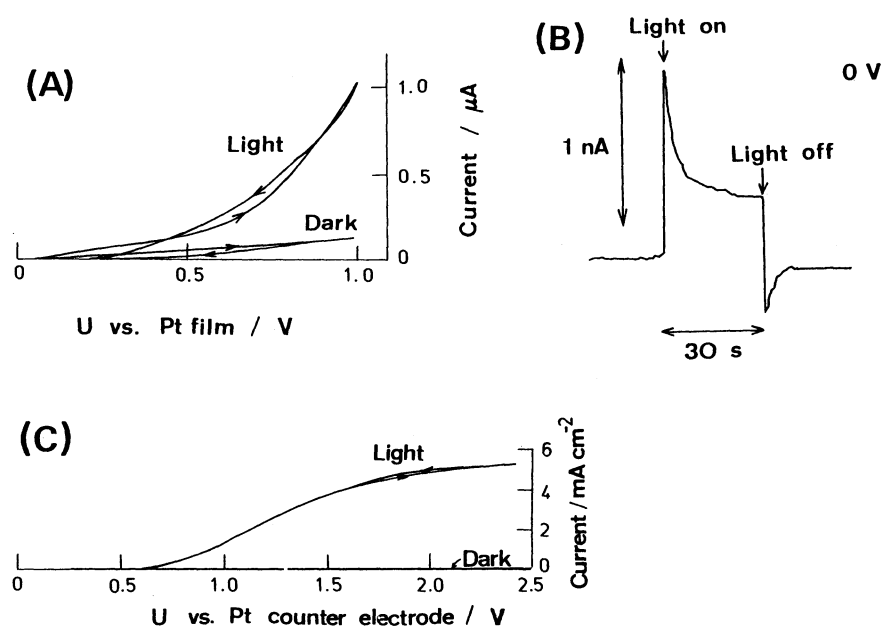 (A)
Light
Dark
1.0
0.5
0
Current / μA
0 0.5 1.0
U vs. Pt film / V
(B)
Light on
0 V
1 nA
Light off
30 s
(C)
Light
Dark
6
4
2
0
Current / mA cm⁻²
0 0.5 1.0 1.5 2.0 2.5
U vs. Pt counter electrode / V